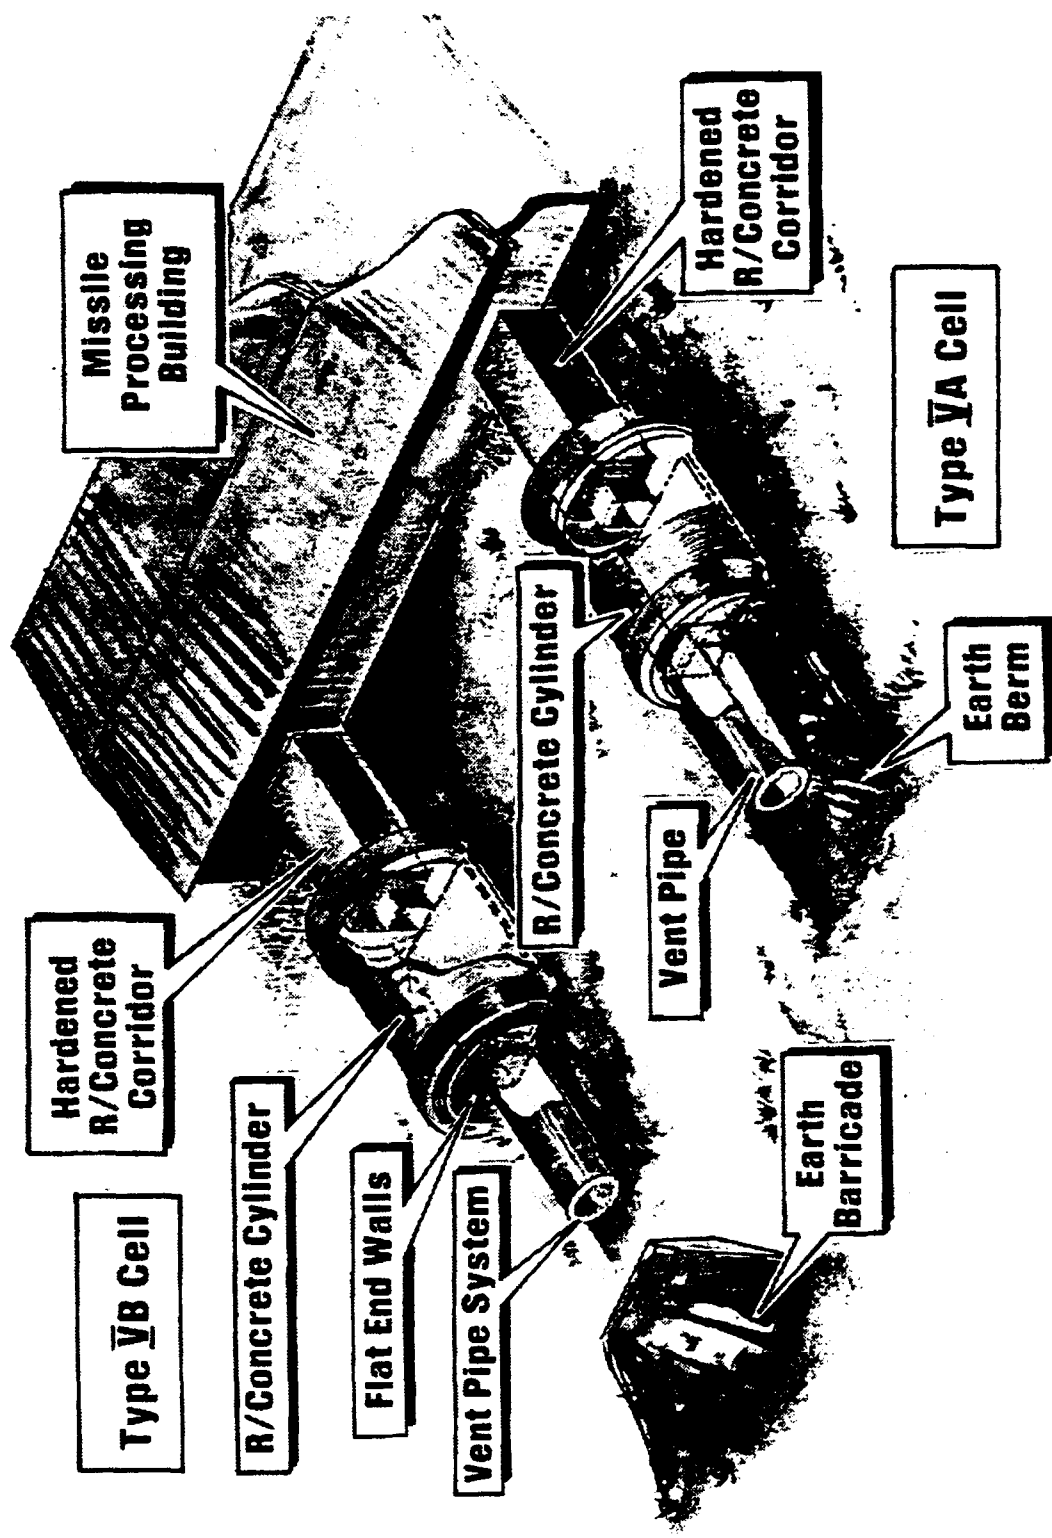 Type VB Cell
Hardened
R/Concrete
Corridor
Missile
Processing
Building
R/Concrete Cylinder
Flat End Walls
Vent Pipe System
R/Concrete Cylinder
Hardened
R/Concrete
Corridor
Vent Pipe
Earth
Barricade
Earth
Berm
Type VA Cell